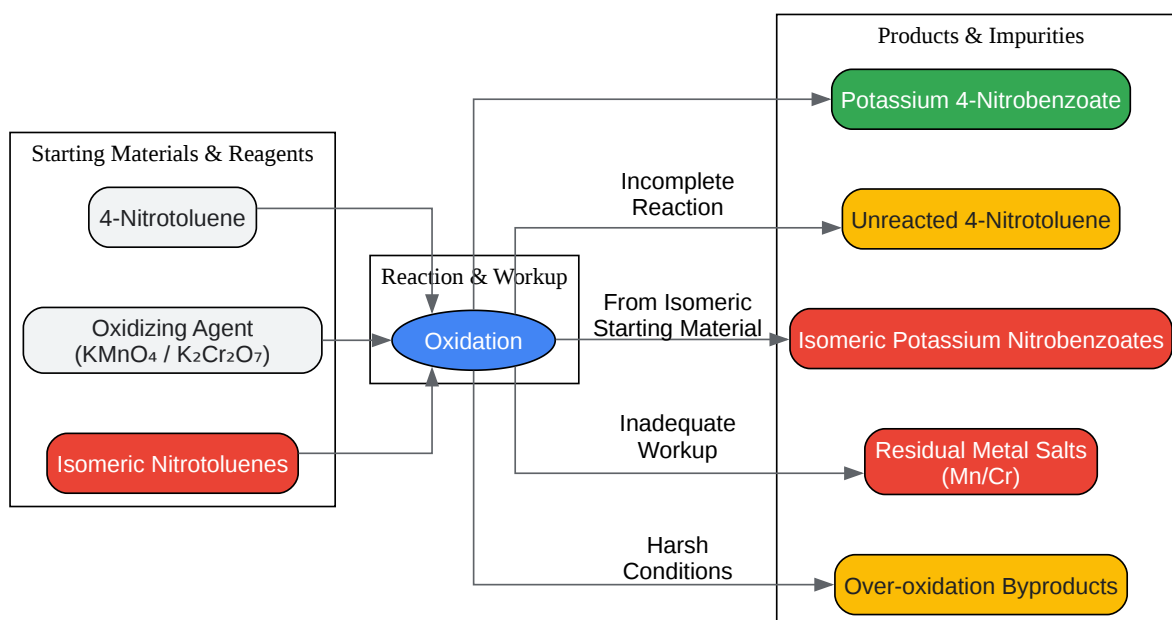 Products & Impurities
Potassium 4-Nitrobenzoate
Starting Materials & Reagents
4-Nitrotoluene
Incomplete
Reaction
Unreacted 4-Nitrotoluene
Reaction & Workup
Oxidizing Agent
(KMnO₄ / K₂Cr₂O₇)
Oxidation
From Isomeric
Starting Material
Isomeric Potassium Nitrobenzoates
Isomeric Nitrotoluenes
Inadequate
Workup
Residual Metal Salts
(Mn/Cr)
Harsh
Conditions
Over-oxidation Byproducts